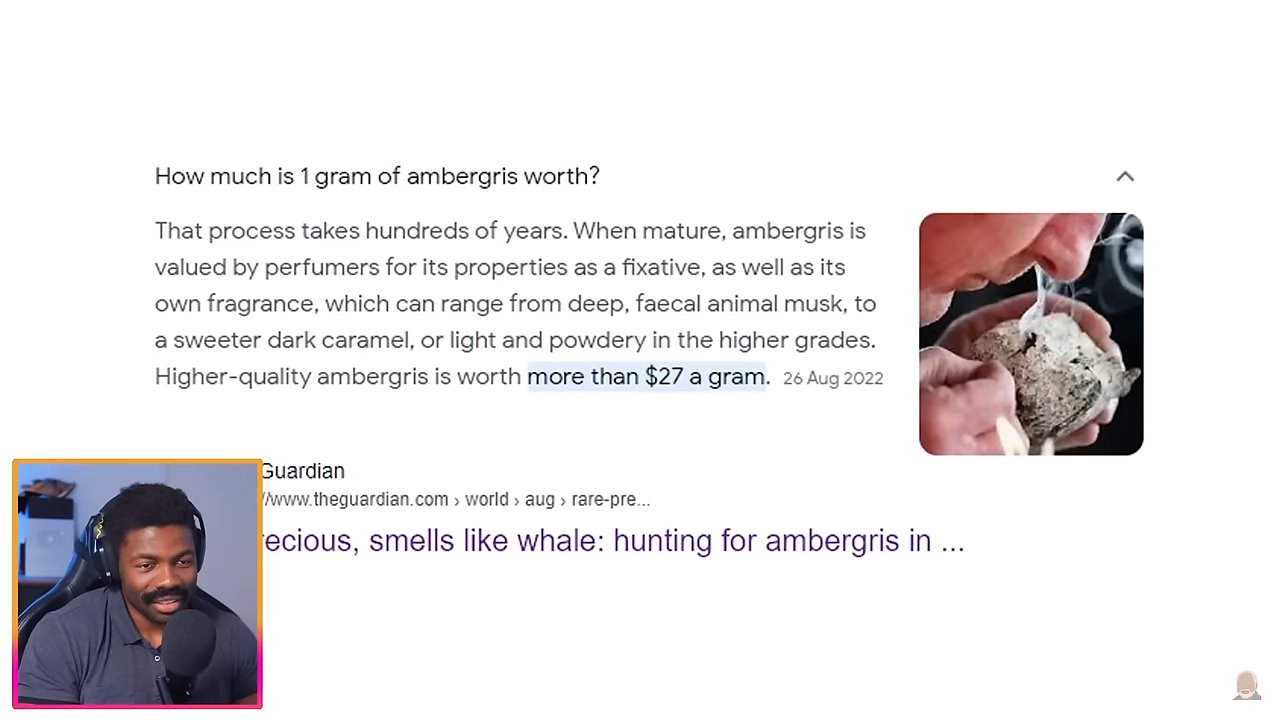 How much is 1 gram of ambergris worth?
That process takes hundreds of years. When mature, ambergris is
valued by perfumers for its properties as a fixative, as well as its
own fragrance, which can range from deep, faecal animal musk, to
a sweeter dark caramel, or light and powdery in the higher grades.
Higher-quality ambergris is worth more than $27 a gram. 26 Aug 2022
Guardian
//www.theguardian.com › world › aug › rare-pre...
recious, smells like whale: hunting for ambergris in ...